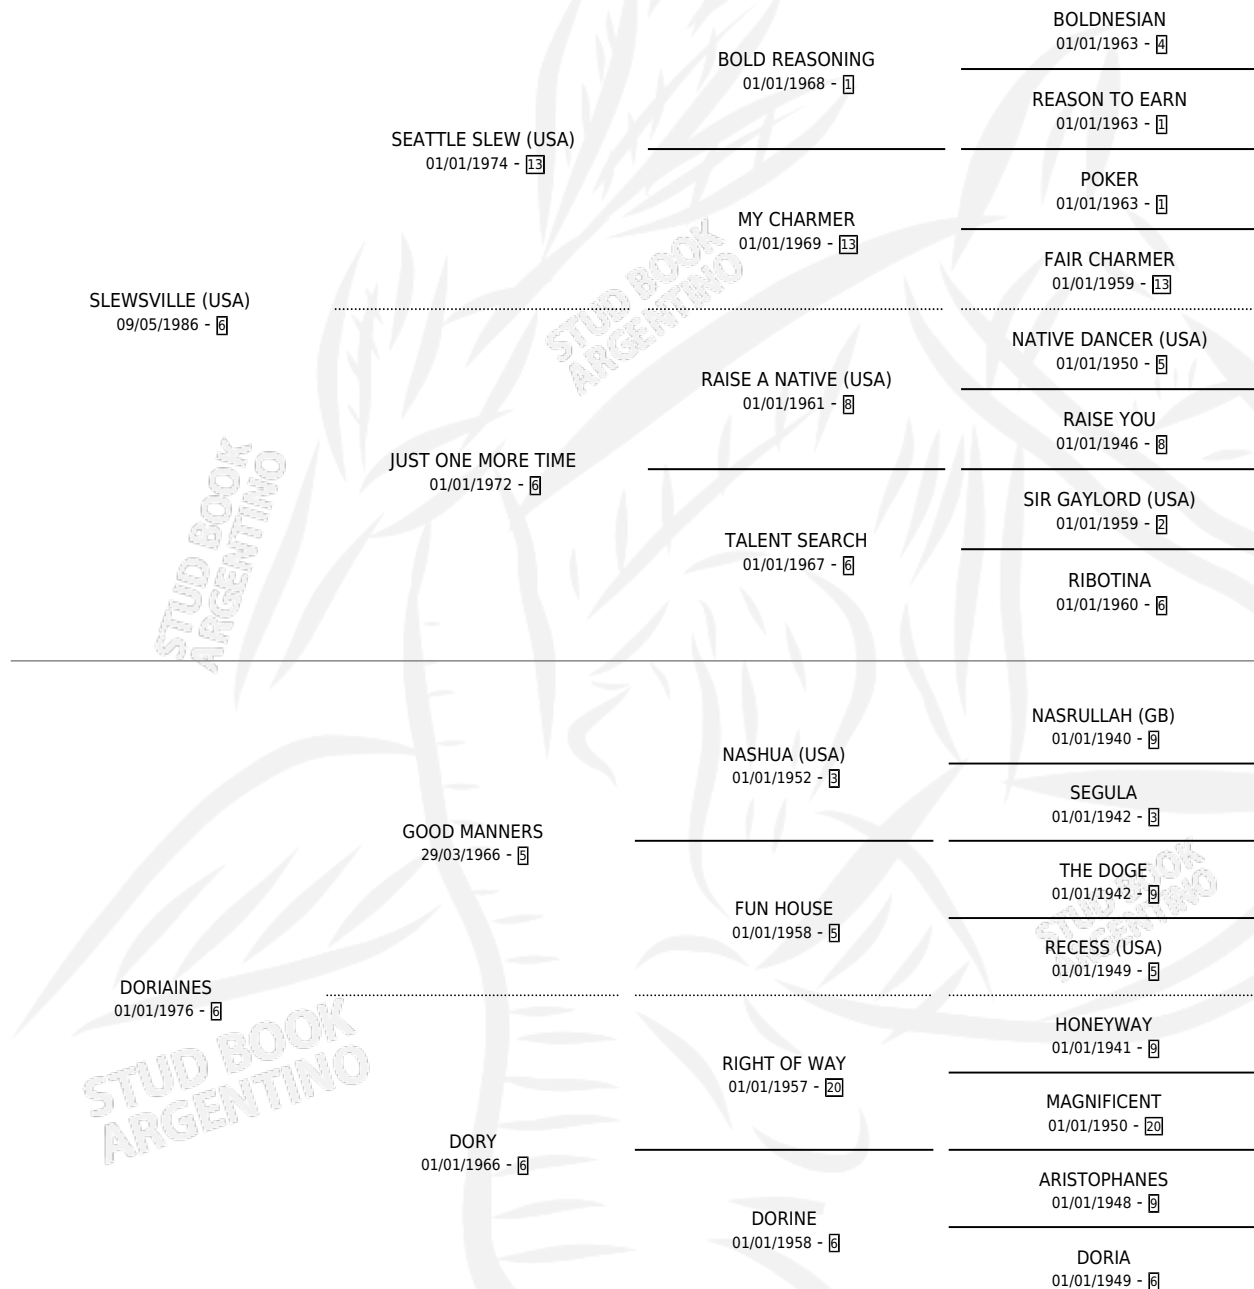 BOLDNESIAN
01/01/1963 - 4
BOLD REASONING
01/01/1968 - 1
REASON TO EARN
01/01/1963 - 1
SEATTLE SLEW (USA)
01/01/1974 - 13
POKER
01/01/1963 - 1
MY CHARMER
01/01/1969 - 13
FAIR CHARMER
01/01/1959 - 13
SLEWSVILLE (USA)
09/05/1986 - 6
NATIVE DANCER (USA)
01/01/1950 - 5
RAISE A NATIVE (USA)
01/01/1961 - 8
RAISE YOU
01/01/1946 - 8
JUST ONE MORE TIME
01/01/1972 - 6
SIR GAYLORD (USA)
01/01/1959 - 2
TALENT SEARCH
01/01/1967 - 6
RIBOTINA
01/01/1960 - 6
STUD BOOK
ARGENTINO
STUD BOOK
ARGENTINO
NASRULLAH (GB)
01/01/1940 - 9
NASHUA (USA)
01/01/1952 - 3
SEGULA
01/01/1942 - 3
GOOD MANNERS
29/03/1966 - 5
THE DOGE
01/01/1942 - 9
FUN HOUSE
01/01/1958 - 5
RECESS (USA)
01/01/1949 - 5
DORIAINES
01/01/1976 - 6
HONEYWAY
01/01/1941 - 9
RIGHT OF WAY
01/01/1957 - 20
MAGNIFICENT
01/01/1950 - 20
DORY
01/01/1966 - 6
ARISTOPHANES
01/01/1948 - 9
DORINE
01/01/1958 - 6
DORIA
01/01/1949 - 6
STUD BOOK
ARGENTINO
STUD BOOK
ARGENTINO